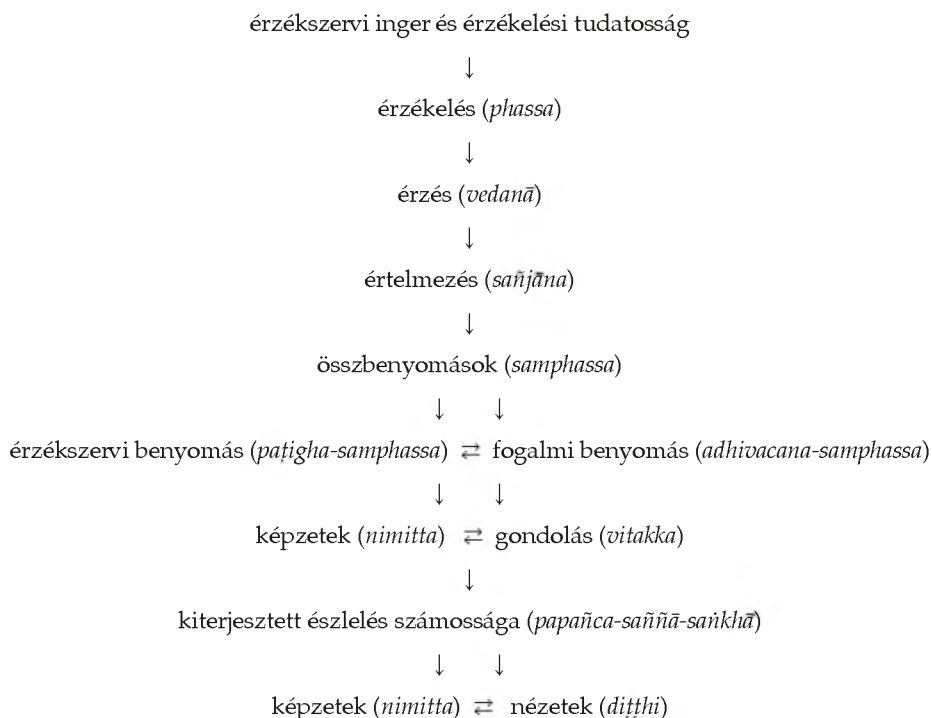 érzékszervi inger és érzékelési tudatosság
↓
érzékelés (phassa)
↓
érzés (vedanā)
↓
értelmezés (sañjāna)
↓
összbenyomások (samphassa)
↓ ↓
érzékszervi benyomás (paṭigha-samphassa) ⇄ fogalmi benyomás (adhivacana-samphassa)
↓ ↓
képzetek (nimitta) ⇄ gondolás (vitakka)
↓
kiterjesztett észlelés számossága (papañca-saññā-saṅkhā)
↓ ↓
képzetek (nimitta) ⇄ nézetek (diṭṭhi)